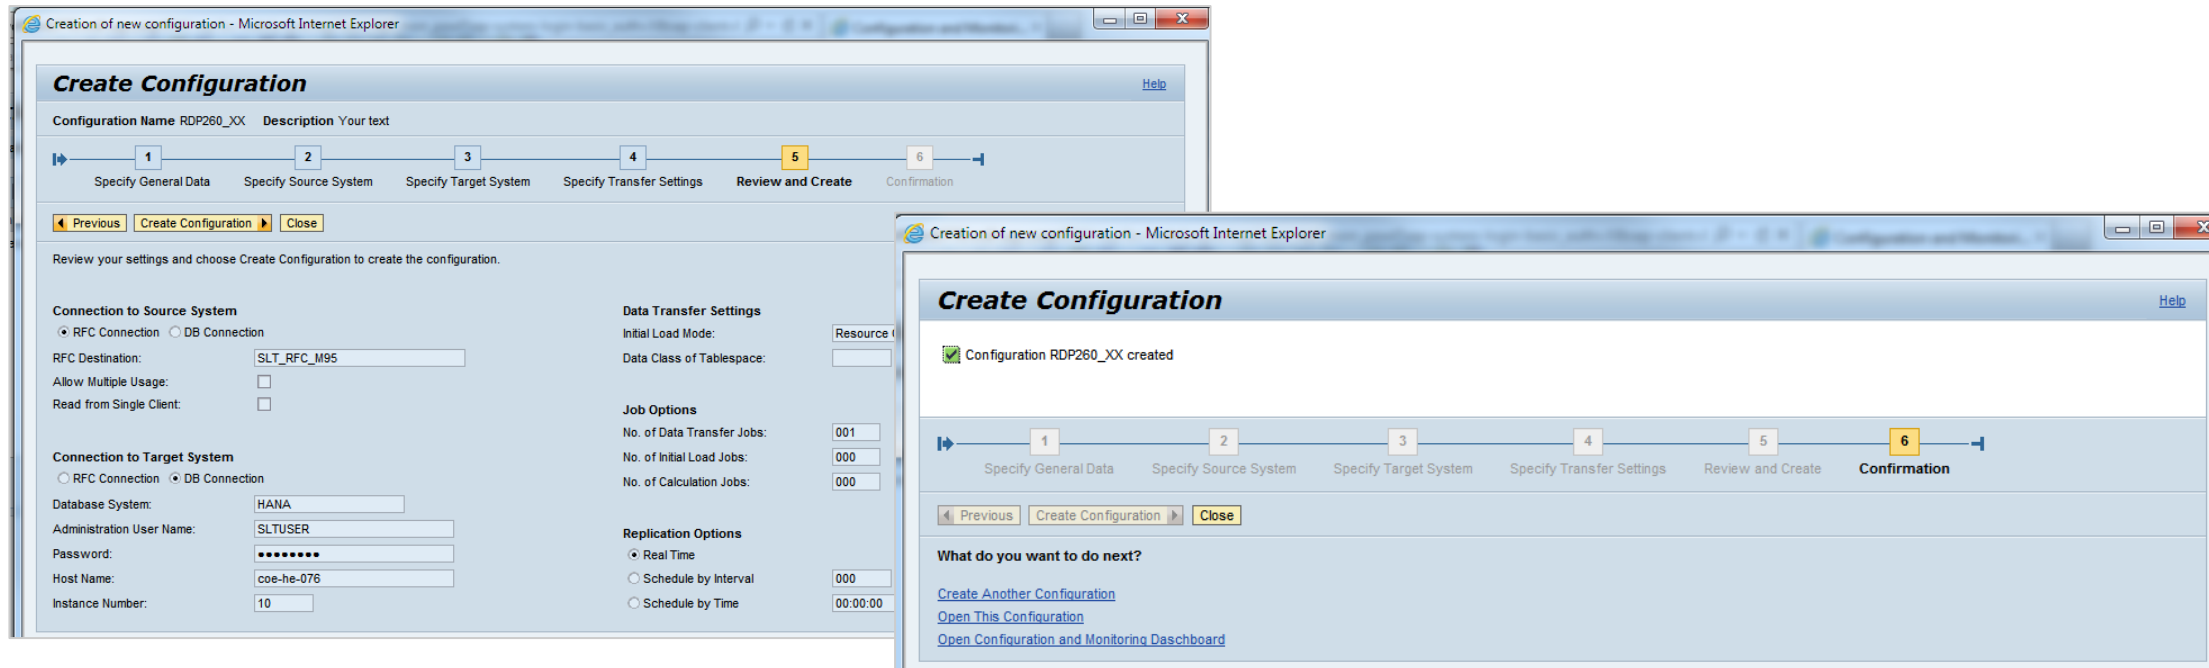 Creation of new configuration - Microsoft Internet Explorer
Create Configuration
Help
Configuration Name RDP260_XX Description Your text
1 2 3 4 5 6
Specify General Data Specify Source System Specify Target System Specify Transfer Settings Review and Create Confirmation
Previous Create Configuration Close
Review your settings and choose Create Configuration to create the configuration.
Connection to Source System
RFC Connection DB Connection
RFC Destination: SLT_RFC_M95
Allow Multiple Usage:
Read from Single Client:
Connection to Target System
RFC Connection DB Connection
Database System: HANA
Administration User Name: SLTUSER
Password: ●●●●●●●●
Host Name: coe-he-076
Instance Number: 10
Data Transfer Settings
Initial Load Mode: Resource
Data Class of Tablespace:
Job Options
No. of Data Transfer Jobs: 001
No. of Initial Load Jobs: 000
No. of Calculation Jobs: 000
Replication Options
Real Time
Schedule by Interval 000
Schedule by Time 00:00:00
Creation of new configuration - Microsoft Internet Explorer
Create Configuration
Help
Configuration RDP260_XX created
1 2 3 4 5 6
Specify General Data Specify Source System Specify Target System Specify Transfer Settings Review and Create Confirmation
Previous Create Configuration Close
What do you want to do next?
Create Another Configuration
Open This Configuration
Open Configuration and Monitoring Daschboard